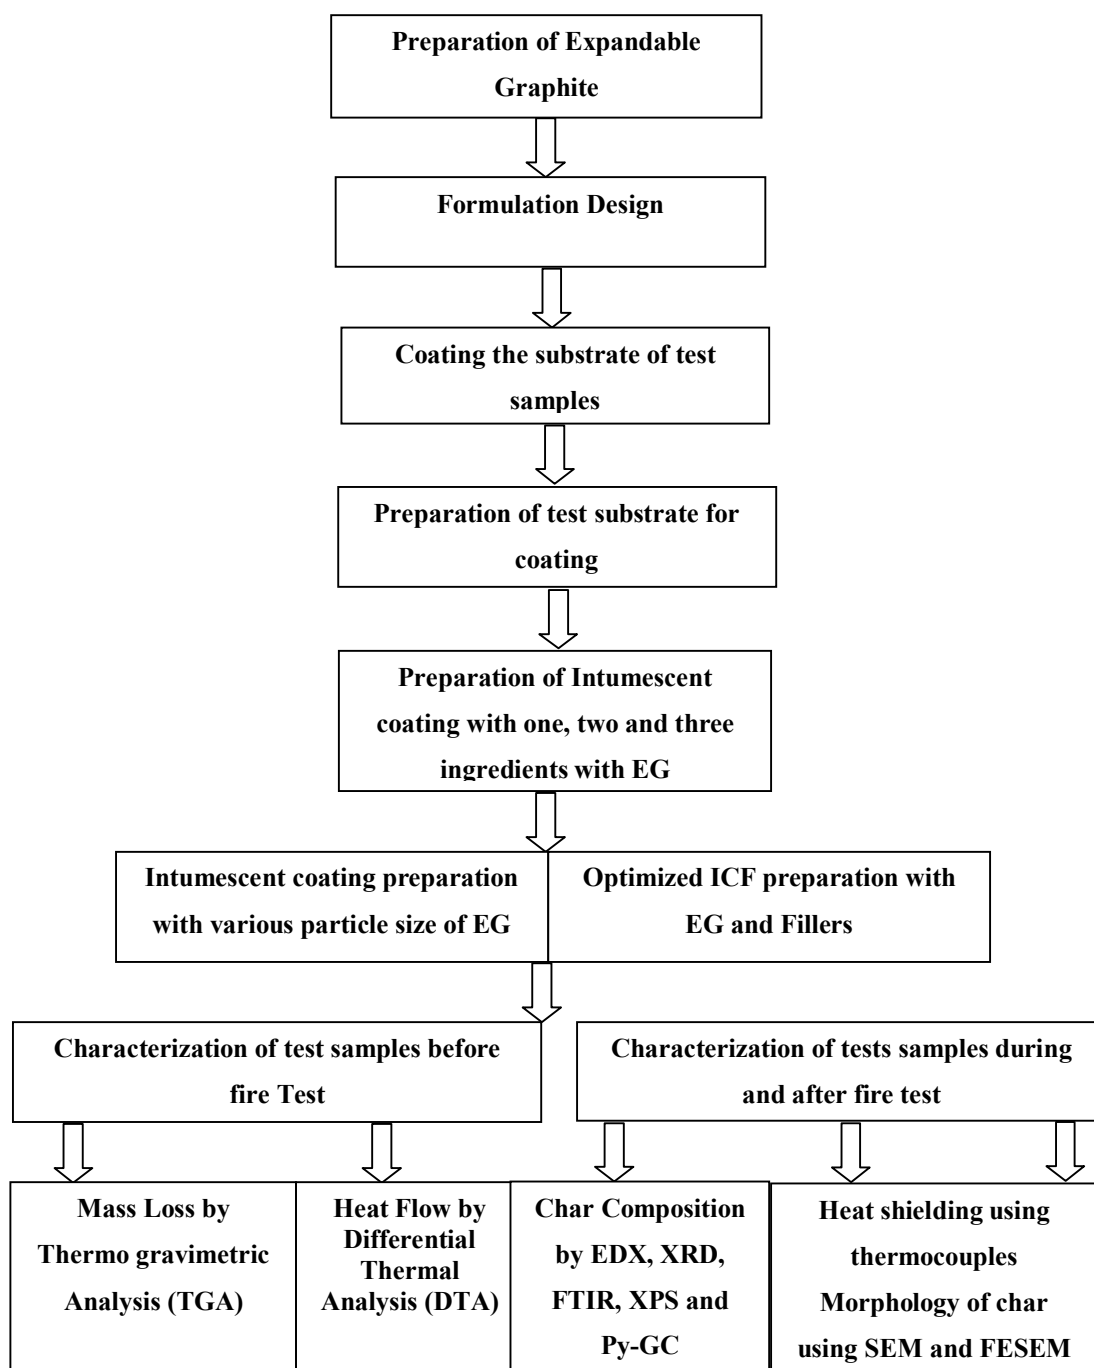 Preparation of Expandable
Graphite
Formulation Design
Coating the substrate of test
samples
Preparation of test substrate for
coating
Preparation of Intumescent
coating with one, two and three
ingredients with EG
Intumescent coating preparation
with various particle size of EG
Optimized ICF preparation with
EG and Fillers
Characterization of test samples before
fire Test
Characterization of tests samples during
and after fire test
Mass Loss by
Thermo gravimetric
Analysis (TGA)
Heat Flow by
Differential
Thermal
Analysis (DTA)
Char Composition
by EDX, XRD,
FTIR, XPS and
Py-GC
Heat shielding using
thermocouples
Morphology of char
using SEM and FESEM